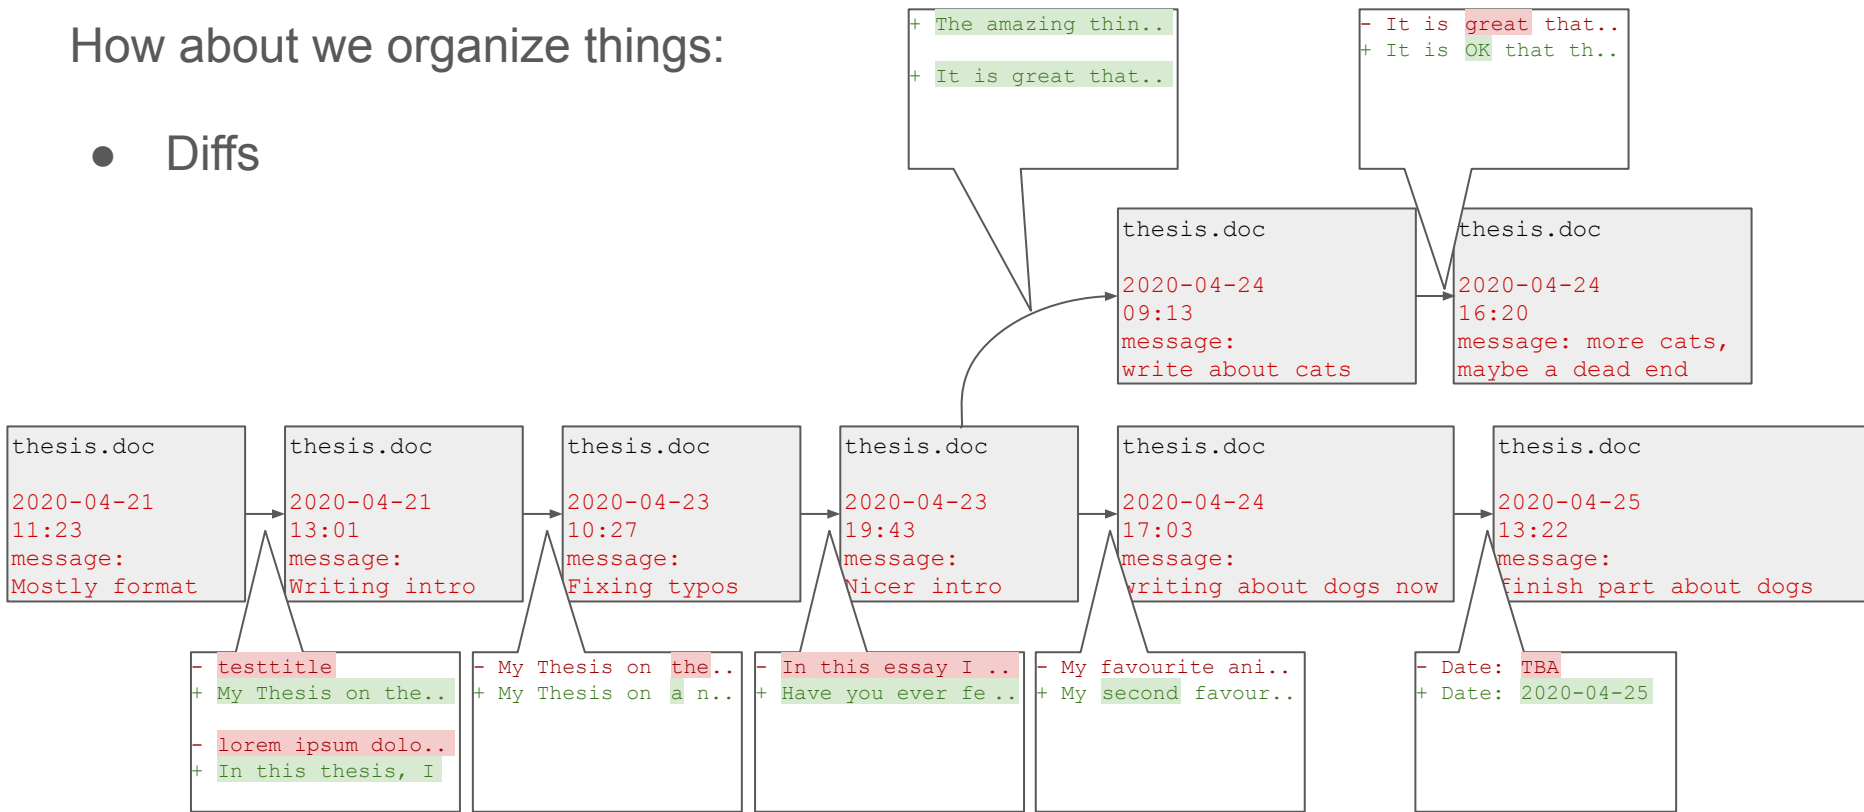 How about we organize things:
● Diffs
+ The amazing thin..
+ It is great that..
- It is great that..
+ It is OK that th..
thesis.doc
2020-04-24
09:13
message:
write about cats
thesis.doc
2020-04-24
16:20
message: more cats,
maybe a dead end
thesis.doc
2020-04-21
11:23
message:
Mostly format
thesis.doc
2020-04-21
13:01
message:
Writing intro
thesis.doc
2020-04-23
10:27
message:
Fixing typos
thesis.doc
2020-04-23
19:43
message:
Nicer intro
thesis.doc
2020-04-24
17:03
message:
writing about dogs now
thesis.doc
2020-04-25
13:22
message:
finish part about dogs
- testtitle
+ My Thesis on the..
- lorem ipsum dolo..
+ In this thesis, I
- My Thesis on the..
+ My Thesis on a n..
- In this essay I ..
+ Have you ever fe..
- My favourite ani..
+ My second favour..
- Date: TBA
+ Date: 2020-04-25